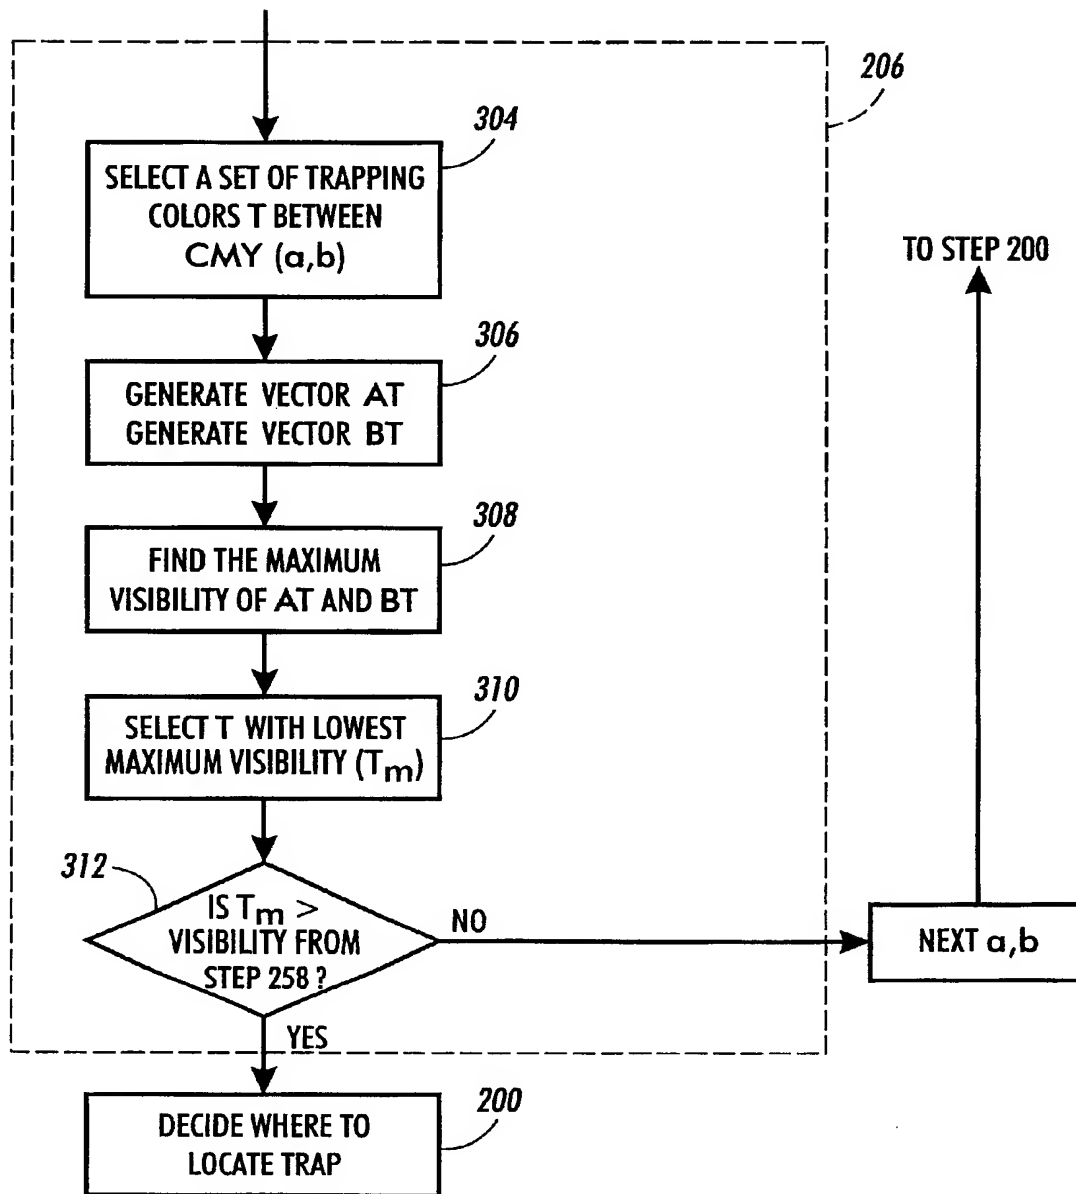 206
304
SELECT A SET OF TRAPPING
COLORS T BETWEEN
CMY (a,b)
TO STEP 200
306
GENERATE VECTOR AT
GENERATE VECTOR BT
308
FIND THE MAXIMUM
VISIBILITY OF AT AND BT
310
SELECT T WITH LOWEST
MAXIMUM VISIBILITY (Tm)
312
IS Tm >
VISIBILITY FROM
STEP 258 ?
NO
NEXT a,b
YES
200
DECIDE WHERE TO
LOCATE TRAP